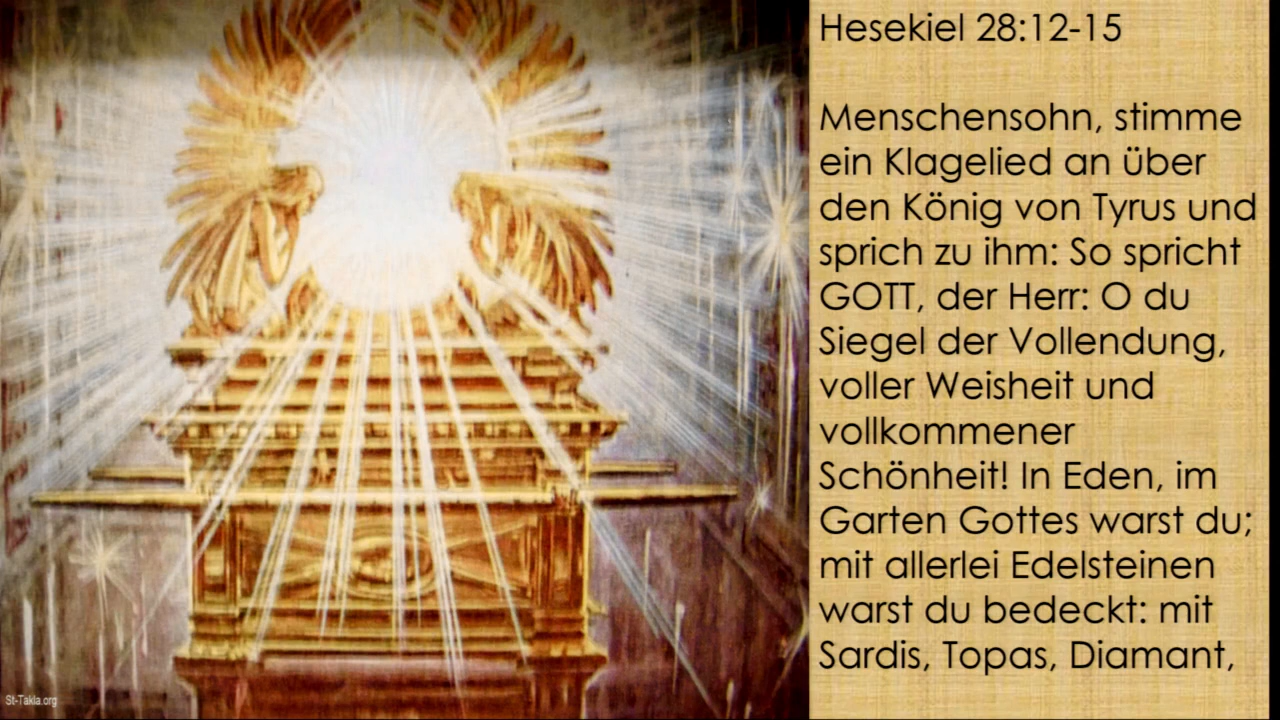 Hesekiel 28:12-15
Menschensohn, stimme
ein Klagelied an über
den König von Tyrus und
sprich zu ihm: So spricht
GOTT, der Herr: O du
Siegel der Vollendung,
voller Weisheit und
vollkommener
Schönheit! In Eden, im
Garten Gottes warst du;
mit allerlei Edelsteinen
warst du bedeckt: mit
Sardis, Topas, Diamant,
St-Takla.org